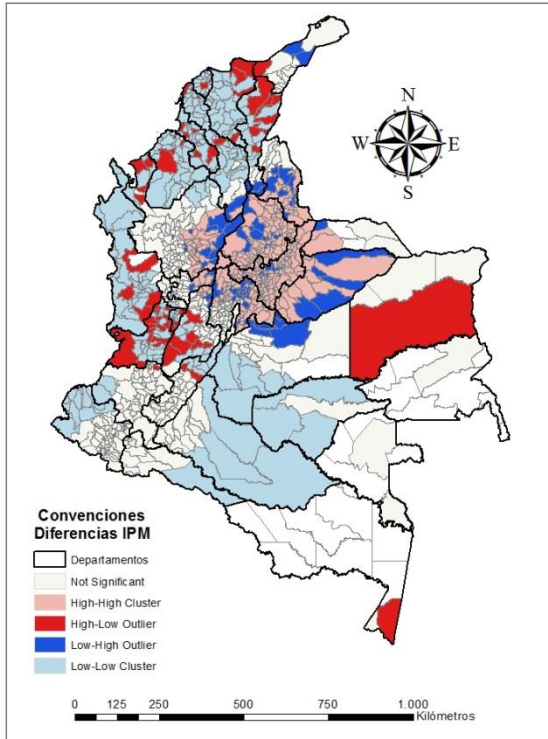 N
W E
S
Convenciones
Diferencias IPM
Departamentos
Not Significant
High-High Cluster
High-Low Outlier
Low-High Outlier
Low-Low Cluster
0 125 250 500 750 1.000
Kilómetros